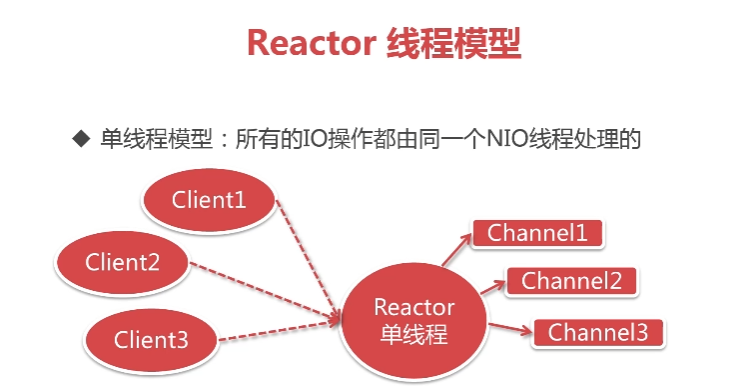 Reactor 线程模型
◆ 单线程模型：所有的IO操作都由同一个NIO线程处理的
Client1
Client2
Client3
Reactor
单线程
Channel1
Channel2
Channel3